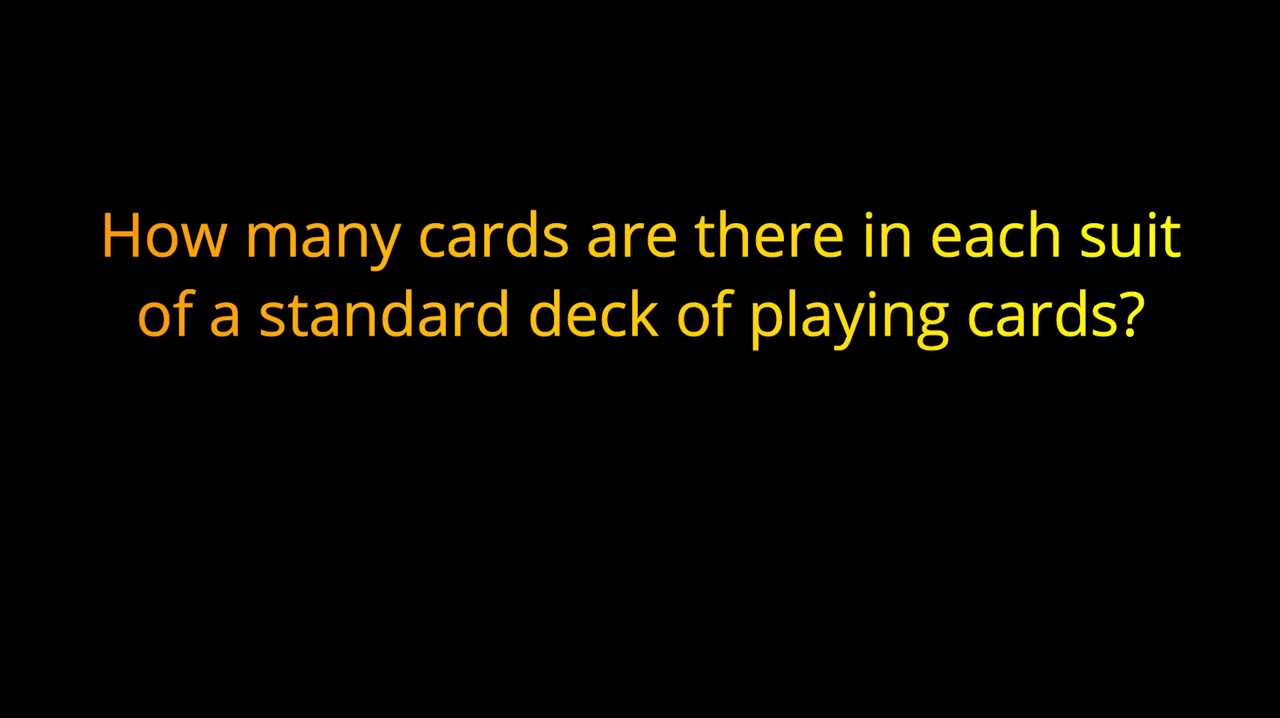 How many cards are there in each suit
of a standard deck of playing cards?